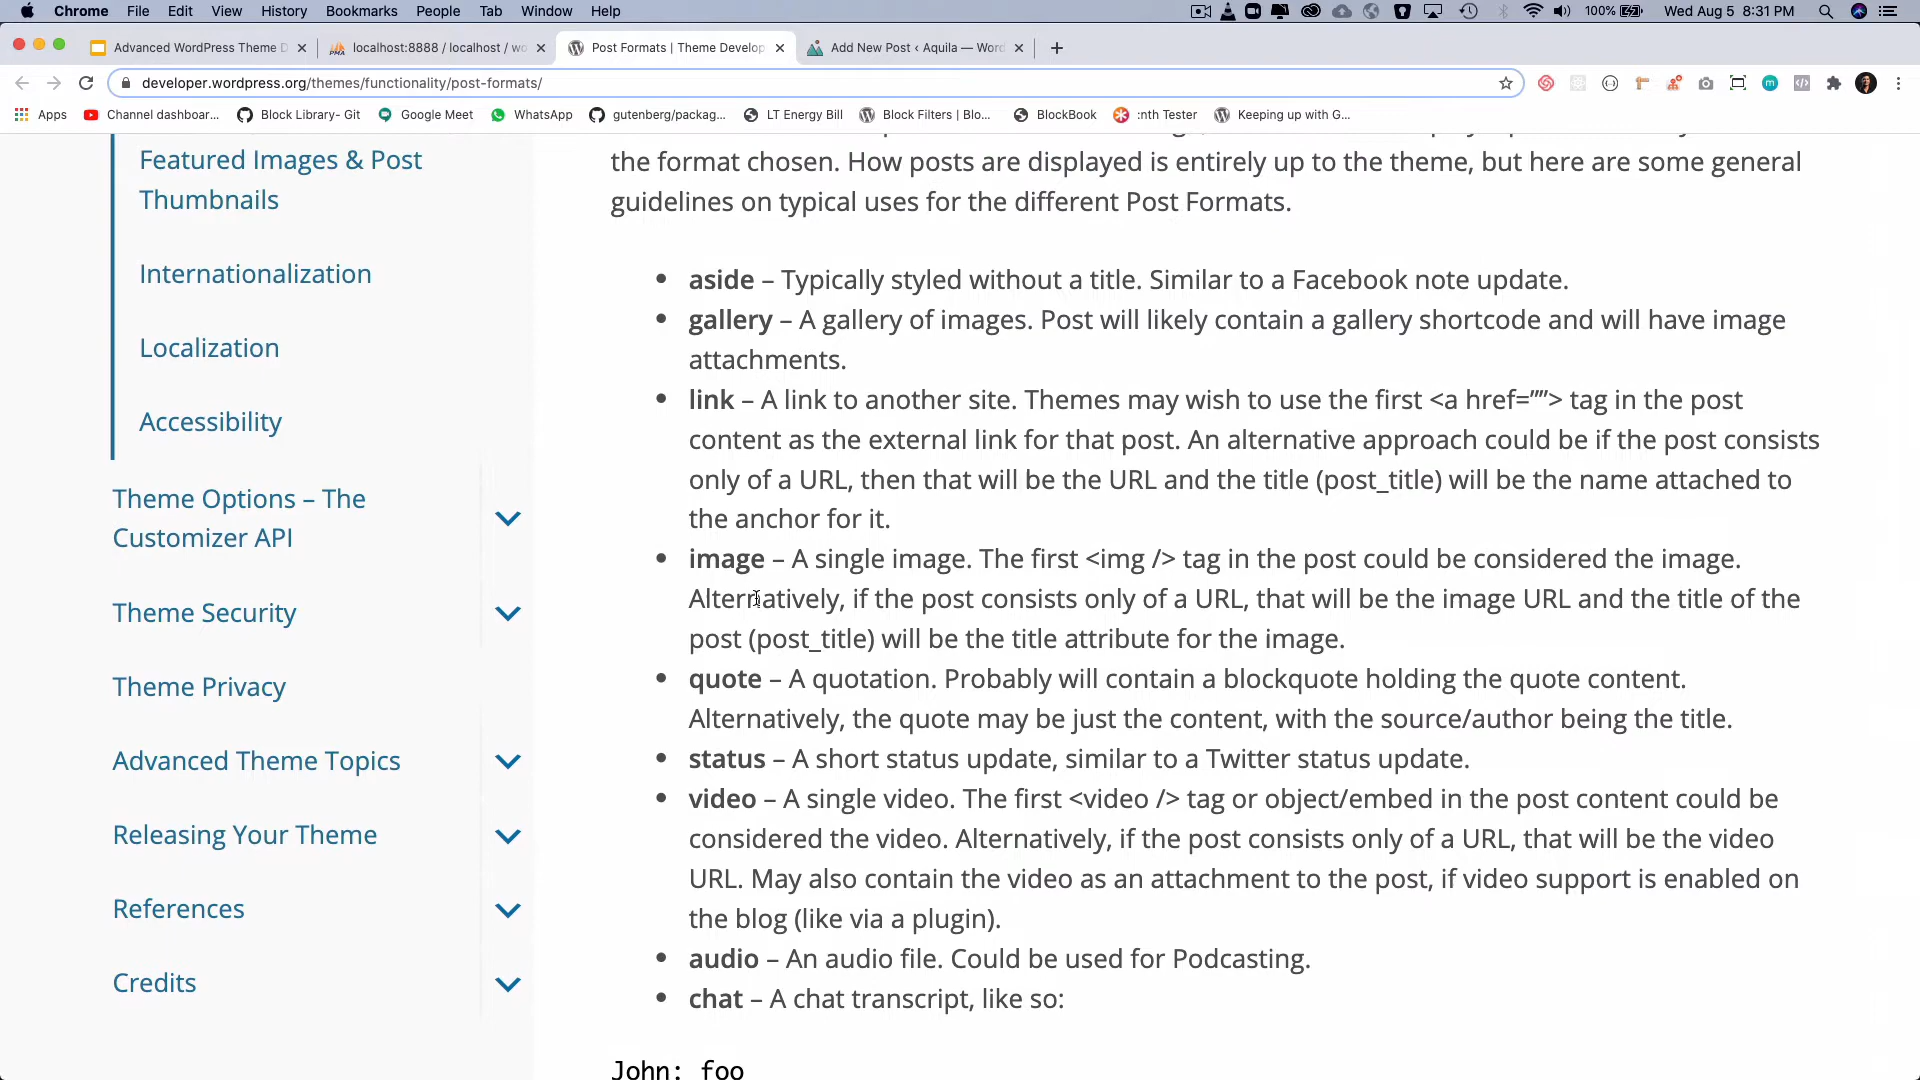 Chrome File Edit View History Bookmarks People Tab Window Help 100% Wed Aug 5 8:31 PM
Advanced WordPress Theme D localhost:8888 / localhost / wo Post Formats | Theme Develop Add New Post ‹ Aquila — Word
developer.wordpress.org/themes/functionality/post-formats/
Apps Channel dashboar... Block Library- Git Google Meet WhatsApp gutenberg/packag... LT Energy Bill Block Filters | Blo... BlockBook :nth Tester Keeping up with G...
Featured Images & Post
Thumbnails
Internationalization
Localization
Accessibility
Theme Options – The
Customizer API
Theme Security
Theme Privacy
Advanced Theme Topics
Releasing Your Theme
References
Credits
the format chosen. How posts are displayed is entirely up to the theme, but here are some general
guidelines on typical uses for the different Post Formats.
• aside – Typically styled without a title. Similar to a Facebook note update.
• gallery – A gallery of images. Post will likely contain a gallery shortcode and will have image
attachments.
• link – A link to another site. Themes may wish to use the first <a href=””> tag in the post
content as the external link for that post. An alternative approach could be if the post consists
only of a URL, then that will be the URL and the title (post_title) will be the name attached to
the anchor for it.
• image – A single image. The first <img /> tag in the post could be considered the image.
Alternatively, if the post consists only of a URL, that will be the image URL and the title of the
post (post_title) will be the title attribute for the image.
• quote – A quotation. Probably will contain a blockquote holding the quote content.
Alternatively, the quote may be just the content, with the source/author being the title.
• status – A short status update, similar to a Twitter status update.
• video – A single video. The first <video /> tag or object/embed in the post content could be
considered the video. Alternatively, if the post consists only of a URL, that will be the video
URL. May also contain the video as an attachment to the post, if video support is enabled on
the blog (like via a plugin).
• audio – An audio file. Could be used for Podcasting.
• chat – A chat transcript, like so:
John: foo